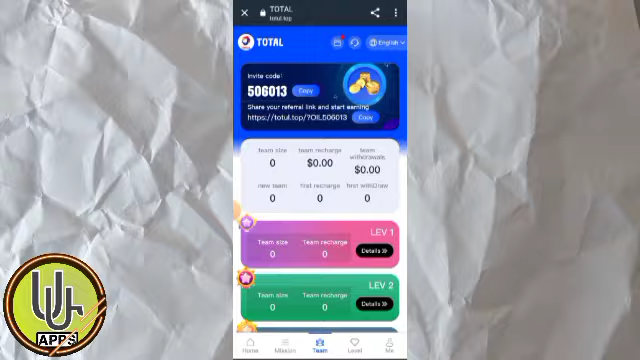 TOTAL
totul.top
TOTAL
English
Invite code:
506013
Copy
Share your referral link and start earning
https://totul.top/?OIL506013
Copy
team size
team recharge
team withdrawals
0
$0.00
$0.00
new team
first recharge
first withdraw
0
0
0
LEV 1
Team size
Team recharge
Details
0
0
LEV 2
Team size
Team recharge
Details
0
0
Home
Mission
Team
Level
Me
APPS